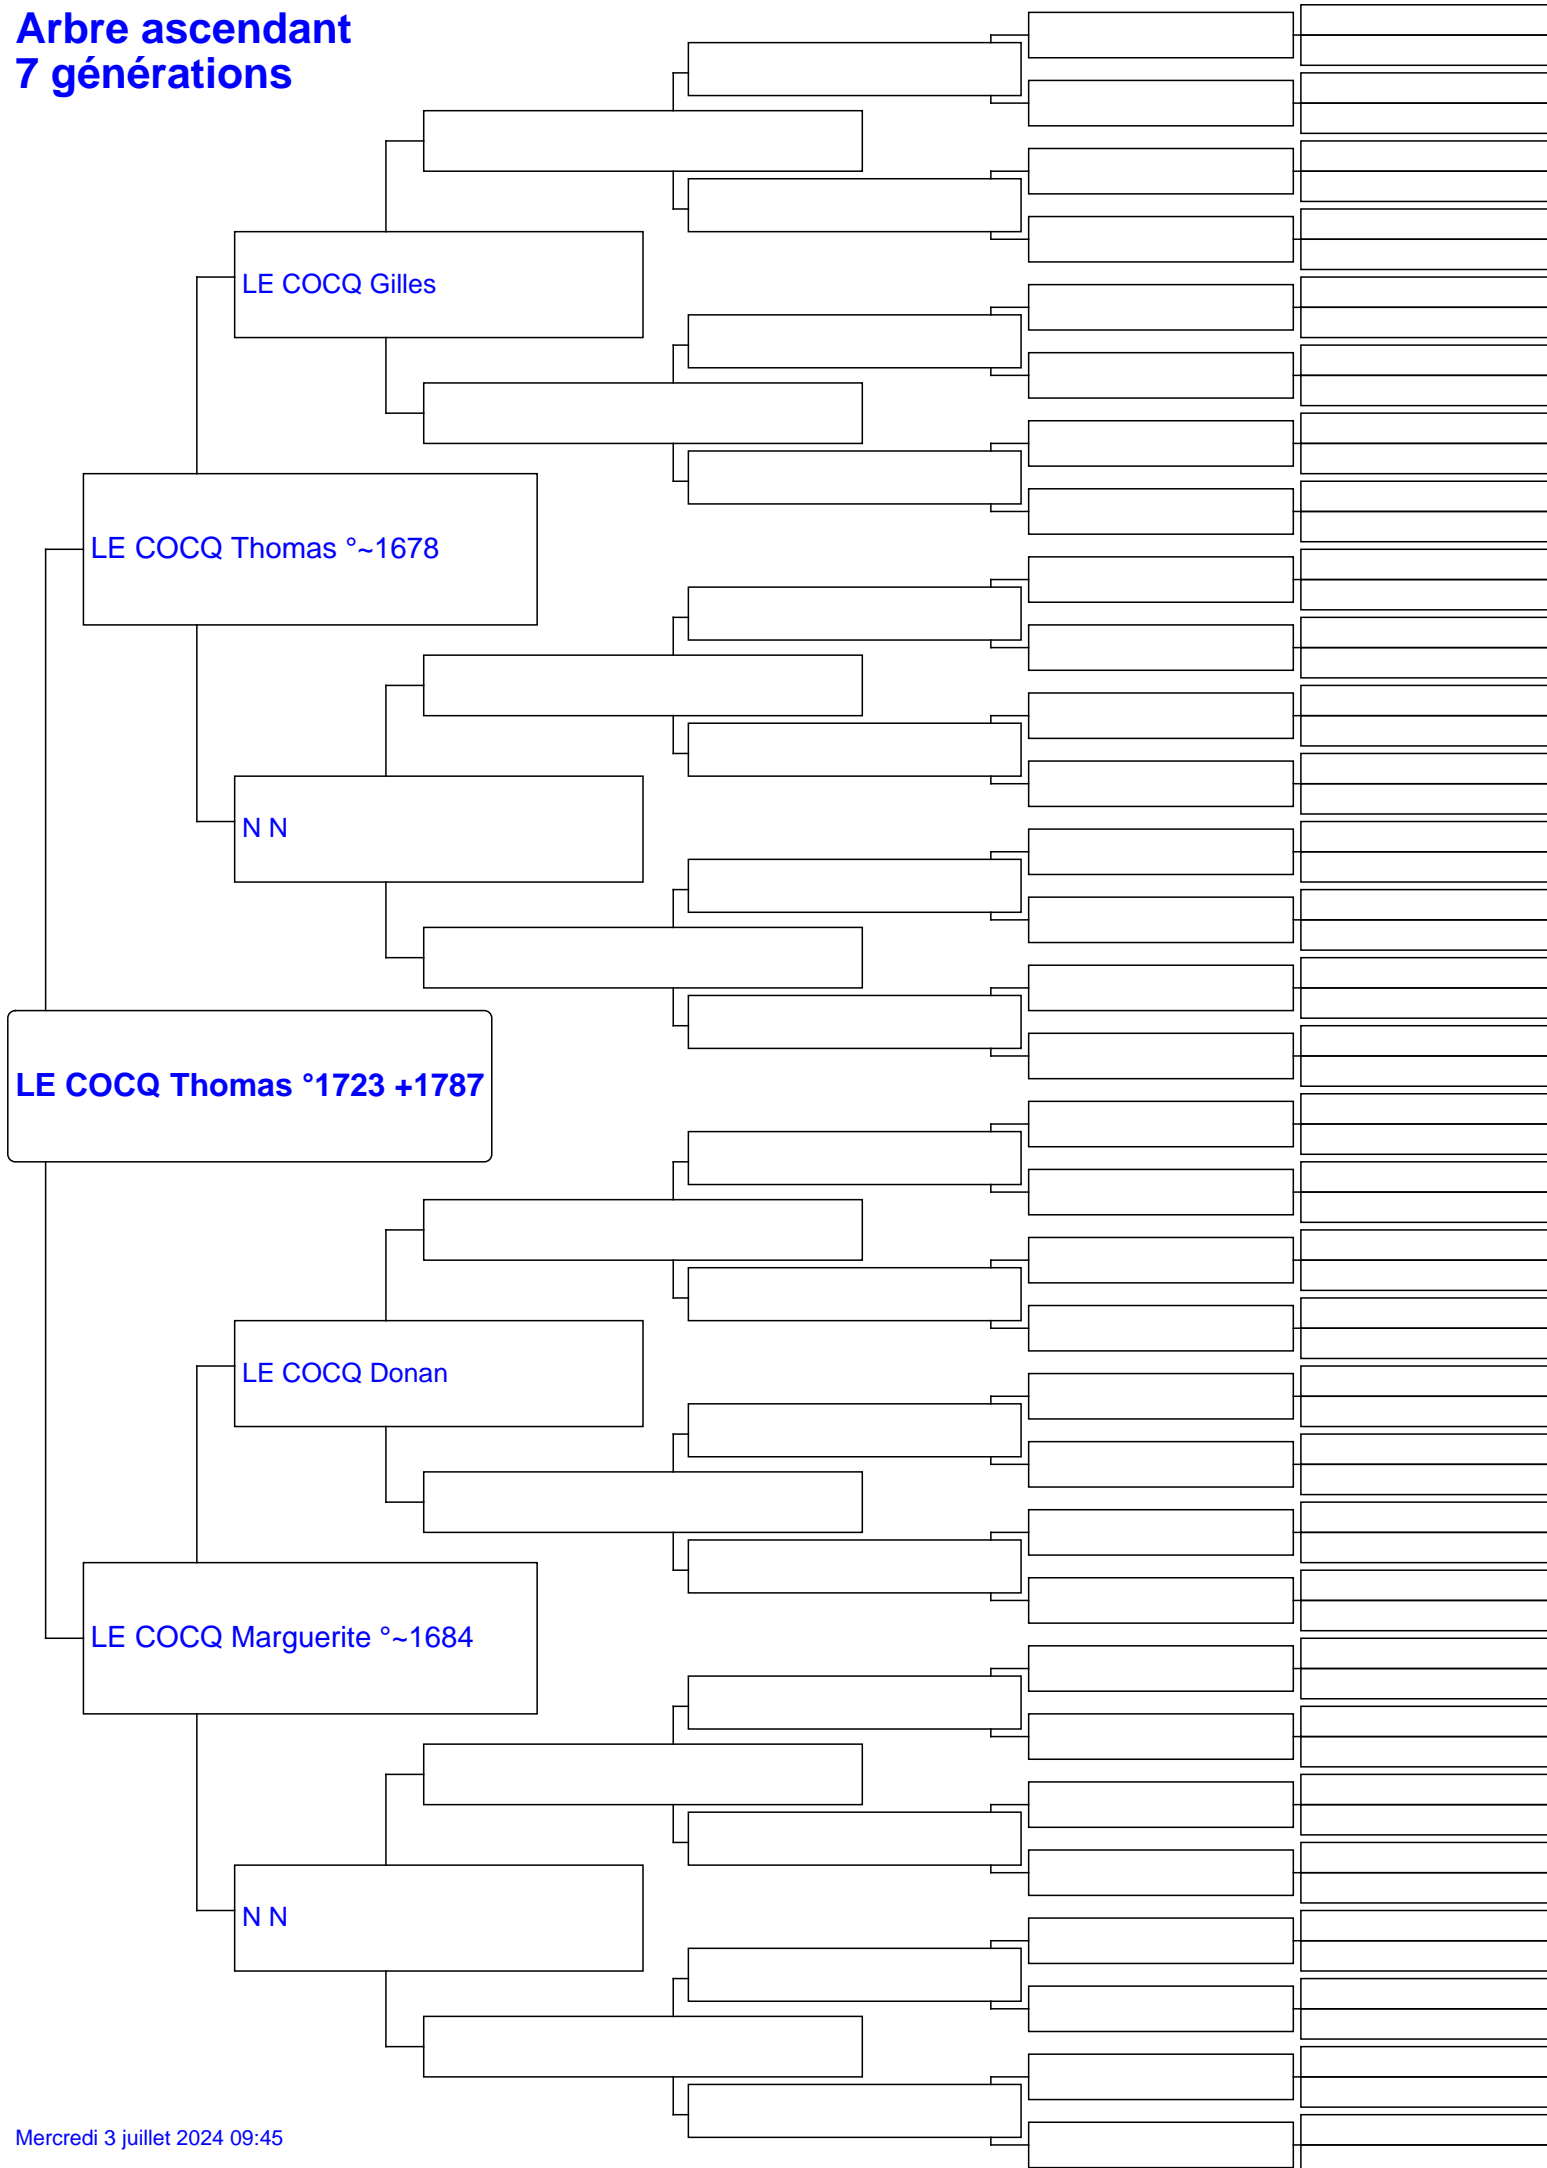 Arbre ascendant
7 générations
LE COCQ Gilles
LE COCQ Thomas °~1678
N N
LE COCQ Thomas °1723 +1787
LE COCQ Donan
LE COCQ Marguerite °~1684
N N
Mercredi 3 juillet 2024 09:45